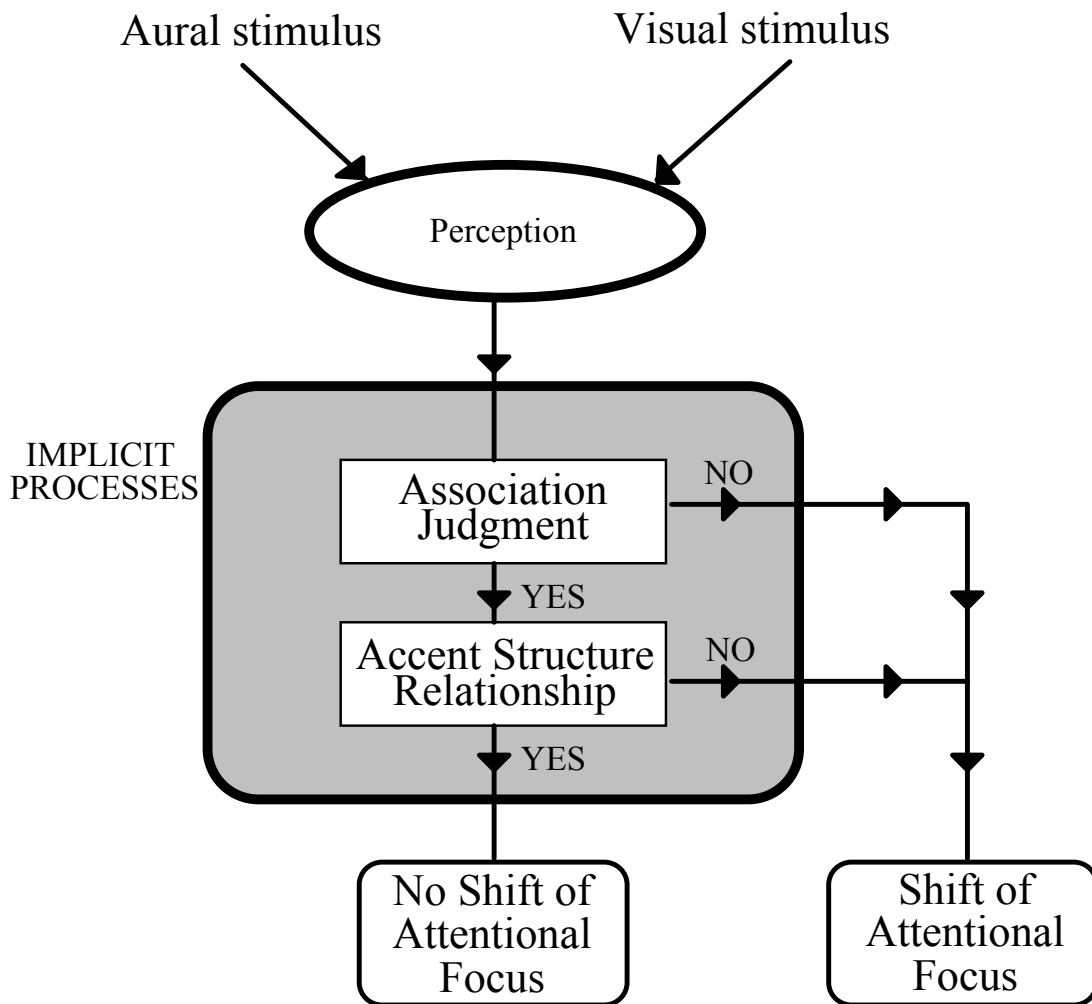 Aural stimulus
Visual stimulus
Perception
IMPLICIT
PROCESSES
Association
Judgment
NO
YES
Accent Structure
Relationship
NO
YES
No Shift of
Attentional
Focus
Shift of
Attentional
Focus